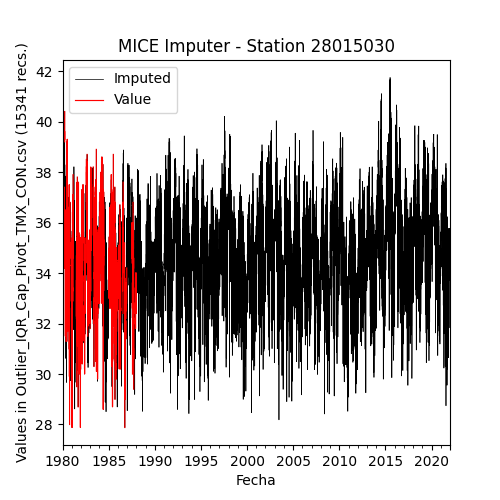 MICE Imputer - Station 28015030
Values in Outlier_IQR_Cap_Pivot_TMX_CON.csv (15341 recs.)
42
40
38
36
34
32
30
28
Imputed
Value
1980 1985 1990 1995 2000 2005 2010 2015 2020
Fecha